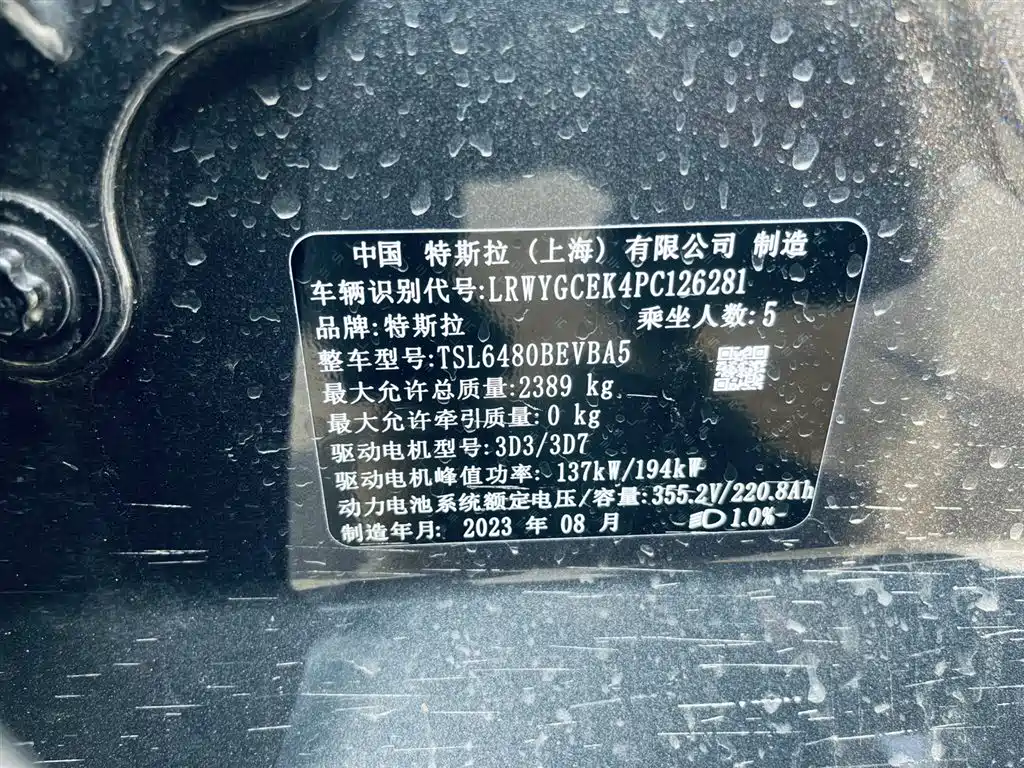 中国 特斯拉 (上海) 有限公司 制造
车辆识别代号:LRWYGCEK4PC126281
品牌:特斯拉 乘坐人数:5
整车型号:TSL6480BEVBA5
最大允许总质量:2389 kg
最大允许牵引质量:0 kg
驱动电机型号:3D3/3D7
驱动电机峰值功率: 137kW/194kW
动力电池系统额定电压/容量:355.2V/220.8Ah
制造年月: 2023 年 08 月 1.0%